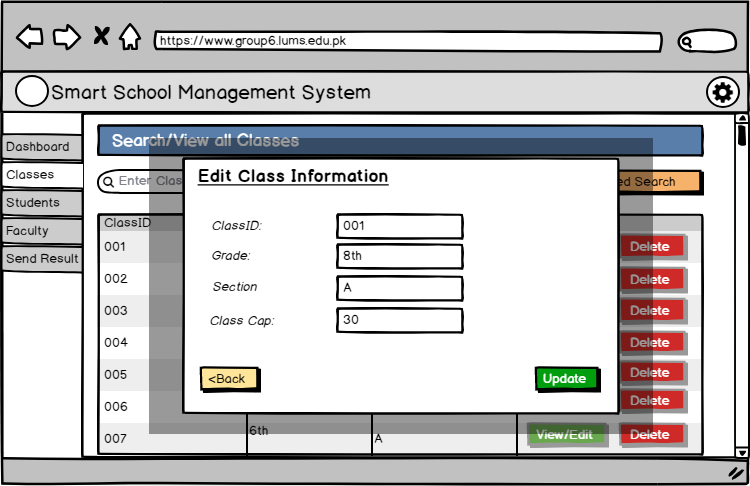 https://www.group6.lums.edu.pk
Smart School Management System
Dashboard
Classes
Students
Faculty
Send Result
Search/View all Classes
Enter Clas
ed Search
ClassID
001
Delete
002
Delete
003
Delete
004
Delete
005
Delete
006
Delete
007
6th
A
View/Edit
Delete
Edit Class Information
ClassID:
001
Grade:
8th
Section
A
Class Cap:
30
<Back
Update